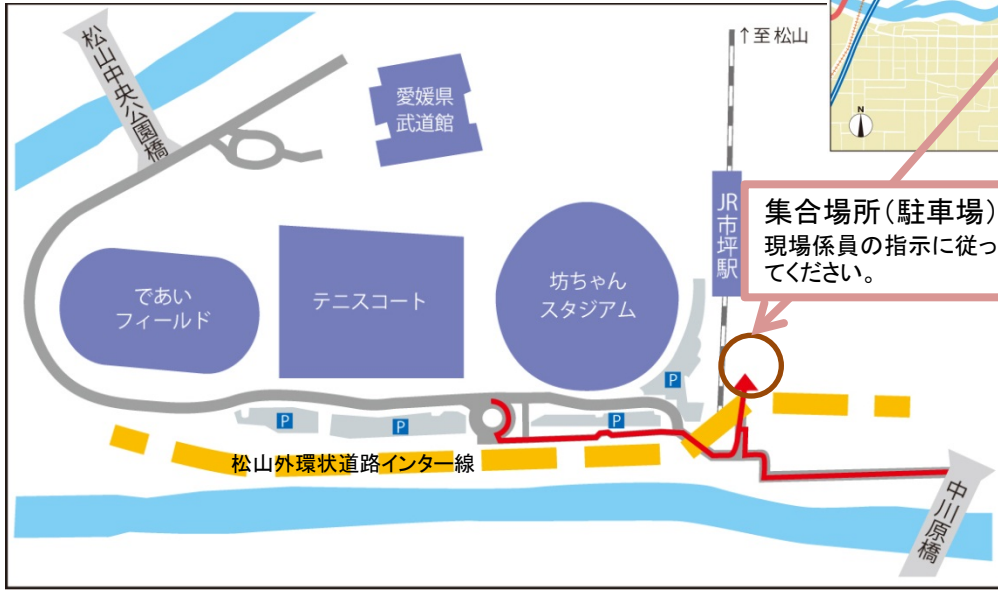 松山中央公園橋
愛媛県
武道館
↑至 松山
N
JR市坪駅
集合場所(駐車場)
現場係員の指示に従っ
てください。
であい
フィールド
テニスコート
坊ちゃん
スタジアム
P
P
P
P
松山外環状道路インター線
中川原橋